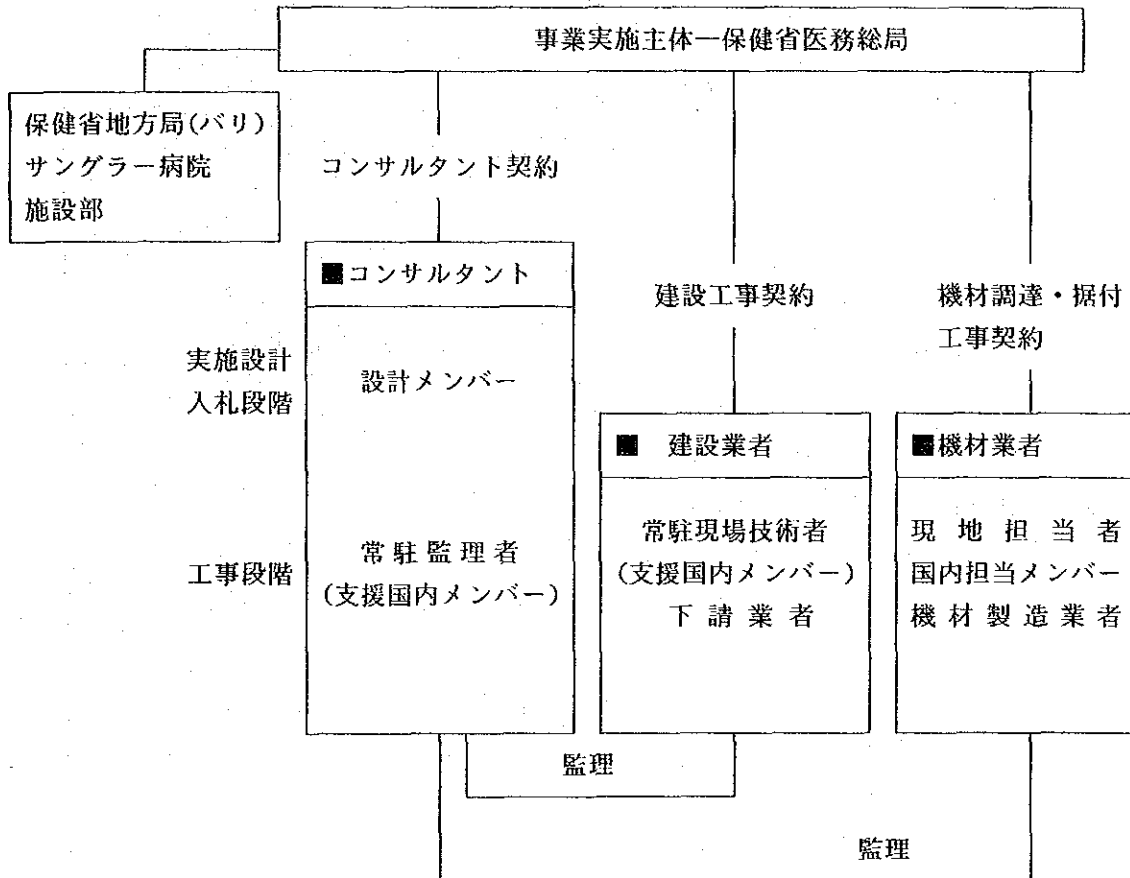 事業実施主体―保健省医務総局
保健省地方局(バリ)
サングラー病院
施設部
コンサルタント契約
■コンサルタント
建設工事契約
機材調達・据付
工事契約
実施設計
入札段階
設計メンバー
■ 建設業者
■機材業者
工事段階
常駐監理者
(支援国内メンバー)
常駐現場技術者
(支援国内メンバー)
下請業者
現地担当者
国内担当メンバー
機材製造業者
監理
監理